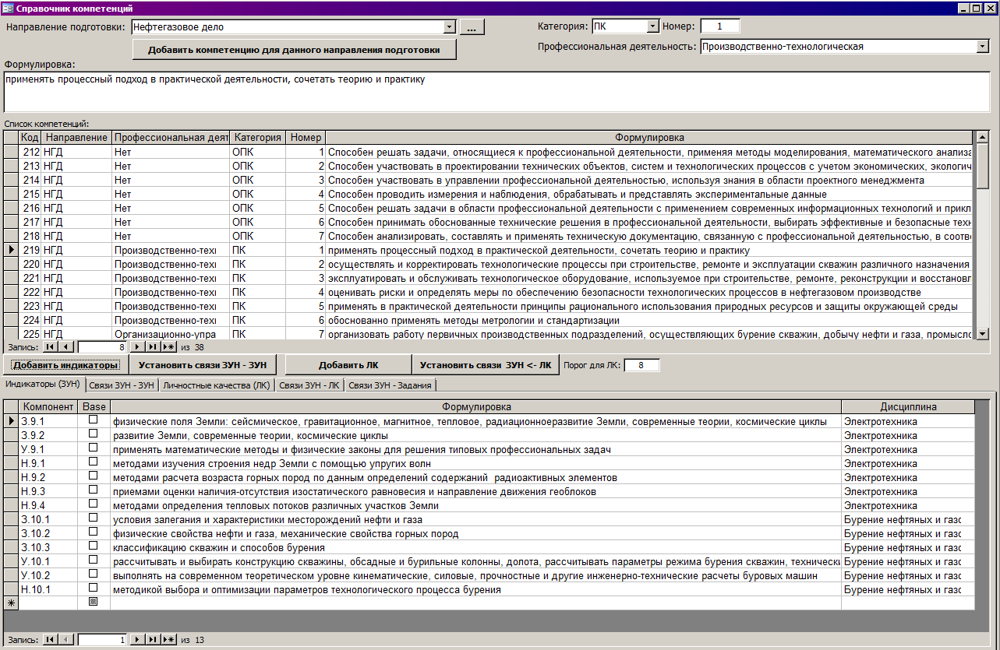 Справочник компетенций
Направление подготовки: Нефтегазовое дело ... Категория: ПК Номер: 1
Добавить компетенцию для данного направления подготовки Профессиональная деятельность: Производственно-технологическая
Формулировка:
применять процессный подход в практической деятельности, сочетать теорию и практику
Список компетенций:
Код Направление Профессиональная деят Категория Номер Формулировка
212 НГД Нет ОПК 1 Способен решать задачи, относящиеся к профессиональной деятельности, применяя методы моделирования, математического анализа
213 НГД Нет ОПК 2 Способен участвовать в проектировании технических объектов, систем и технологических процессов с учетом экономических, экологич
214 НГД Нет ОПК 3 Способен участвовать в управлении профессиональной деятельностью, используя знания в области проектного менеджмента
215 НГД Нет ОПК 4 Способен проводить измерения и наблюдения, обрабатывать и представлять экспериментальные данные
216 НГД Нет ОПК 5 Способен решать задачи в области профессиональной деятельности с применением современных информационных технологий и прикл
217 НГД Нет ОПК 6 Способен принимать обоснованные технические решения в профессиональной деятельности, выбирать эффективные и безопасные техн
218 НГД Нет ОПК 7 Способен анализировать, составлять и применять техническую документацию, связанную с профессиональной деятельностью, в соотв
219 НГД Производственно-техн ПК 1 применять процессный подход в практической деятельности, сочетать теорию и практику
220 НГД Производственно-техн ПК 2 осуществлять и корректировать технологические процессы при строительстве, ремонте и эксплуатации скважин различного назначения
221 НГД Производственно-техн ПК 3 эксплуатировать и обслуживать технологическое оборудование, используемое при строительстве, ремонте, реконструкции и восстановл
222 НГД Производственно-техн ПК 4 оценивать риски и определять меры по обеспечению безопасности технологических процессов в нефтегазовом производстве
223 НГД Производственно-техн ПК 5 применять в практической деятельности принципы рационального использования природных ресурсов и защиты окружающей среды
224 НГД Производственно-техн ПК 6 обоснованно применять методы метрологии и стандартизации
225 НГД Организационно-упра ПК 7 организовать работу первичных производственных подразделений, осуществляющих бурение скважин, добычу нефти и газа, промысло
Запись: 8 из 38
Добавить индикаторы Установить связи ЗУН - ЗУН Добавить ЛК Установить связи ЗУН <- ЛК Порог для ЛК: 8
Индикаторы (ЗУН) Связи ЗУН - ЗУН Личностные качества (ЛК) Связи ЗУН - ЛК Связи ЗУН - Задания
Компонент Base Формулировка Дисциплина
З.9.1 физические поля Земли: сейсмическое, гравитационное, магнитное, тепловое, радиационноеразвитие Земли, современные теории, космические циклы Электротехника
З.9.2 развитие Земли, современные теории, космические циклы Электротехника
У.9.1 применять математические методы и физические законы для решения типовых профессиональных задач Электротехника
Н.9.1 методами изучения строения недр Земли с помощью упругих волн Электротехника
Н.9.2 методами расчета возраста горных пород по данным определений содержаний радиоактивных элементов Электротехника
Н.9.3 приемами оценки наличия-отсутствия изостатического равновесия и направление движения геоблоков Электротехника
Н.9.4 методами определения тепловых потоков различных участков Земли Электротехника
З.10.1 условия залегания и характеристики месторождений нефти и газа Бурение нефтяных и газо
З.10.2 физические свойства нефти и газа, механические свойства горных пород Бурение нефтяных и газо
З.10.3 классификацию скважин и способов бурения Бурение нефтяных и газо
У.10.1 рассчитывать и выбирать конструкцию скважины, обсадные и бурильные колонны, долота, рассчитывать параметры режима бурения скважин, технически Бурение нефтяных и газо
У.10.2 выполнять на современном теоретическом уровне кинематические, силовые, прочностные и другие инженерно-технические расчеты буровых машин Бурение нефтяных и газо
Н.10.1 методикой выбора и оптимизации параметров технологического процесса бурения Бурение нефтяных и газо
Запись: 1 из 13